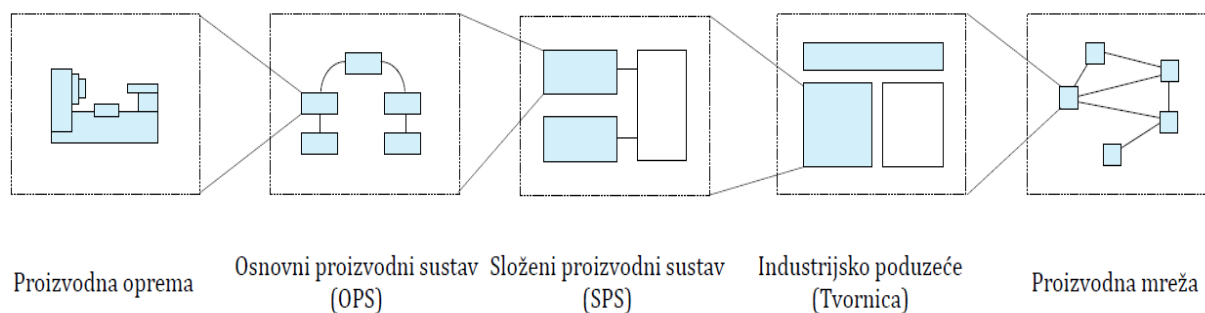 Proizvodna oprema
Osnovni proizvodni sustav
(OPS)
Složeni proizvodni sustav
(SPS)
Industrijsko poduzeće
(Tvornica)
Proizvodna mreža